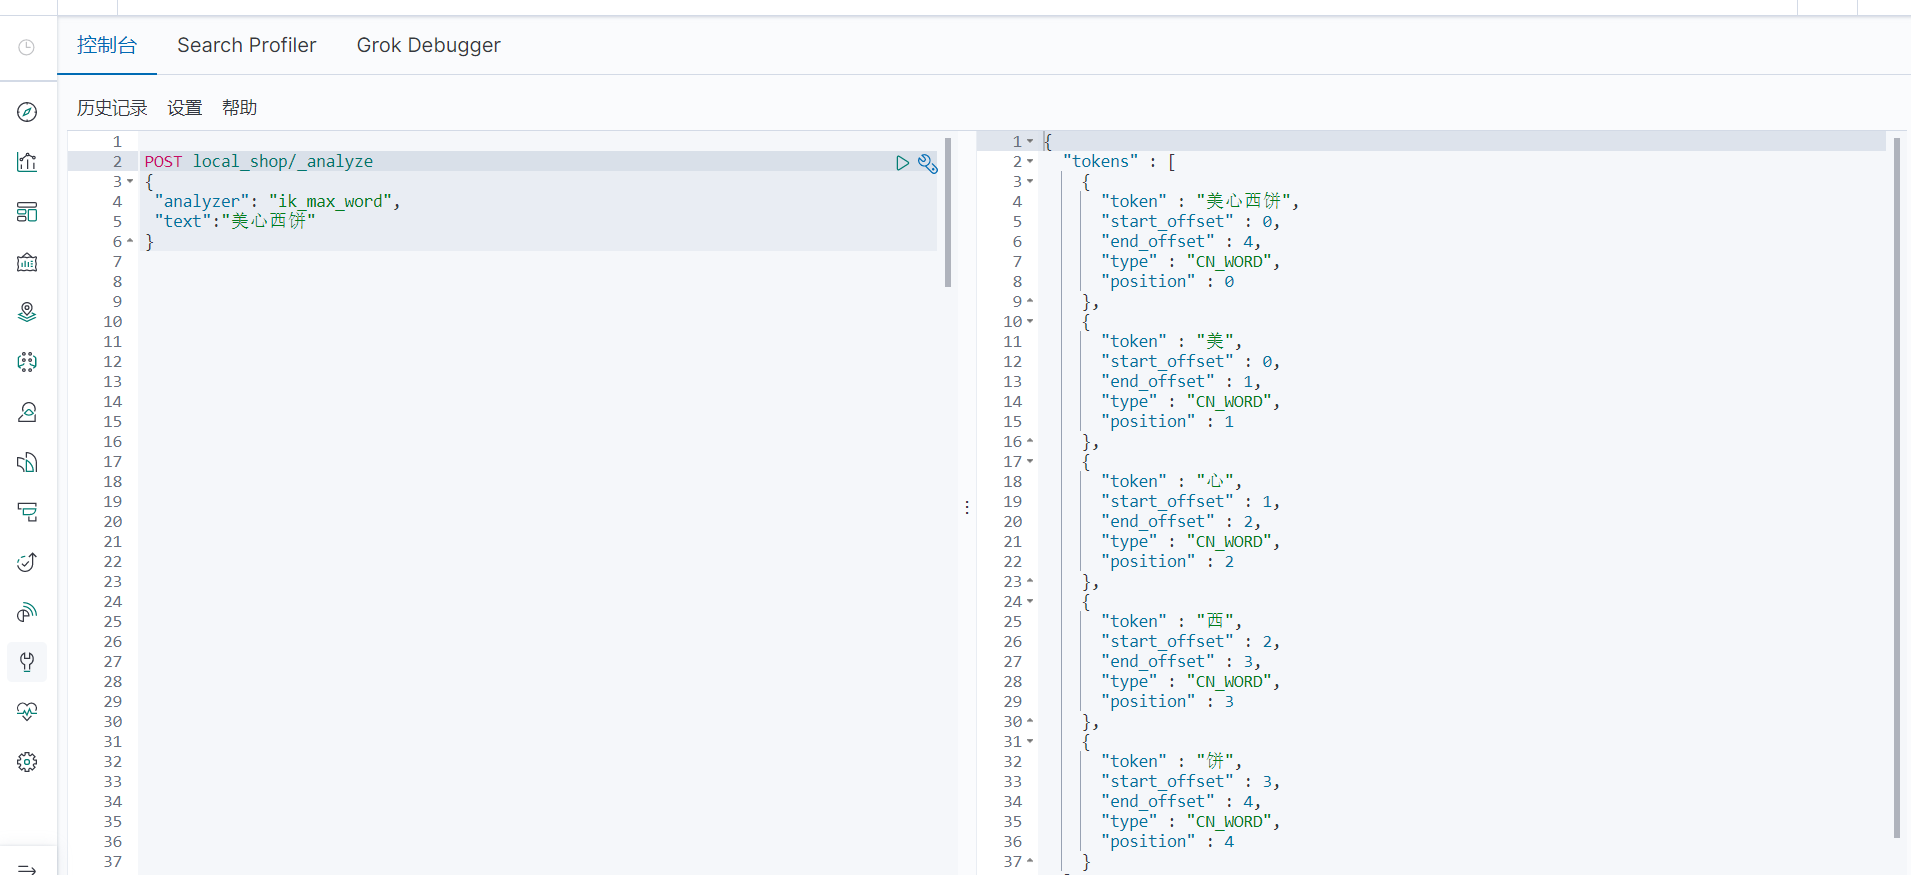 控制台 Search Profiler Grok Debugger
历史记录 设置 帮助
1
2 POST local_shop/_analyze
3 {
4 "analyzer": "ik_max_word",
5 "text":"美心西饼"
6 }
7
8
9
10
11
12
13
14
15
16
17
18
19
20
21
22
23
24
25
26
27
28
29
30
31
32
33
34
35
36
37
1 {
2 "tokens" : [
3 {
4 "token" : "美心西饼",
5 "start_offset" : 0,
6 "end_offset" : 4,
7 "type" : "CN_WORD",
8 "position" : 0
9 },
10 {
11 "token" : "美",
12 "start_offset" : 0,
13 "end_offset" : 1,
14 "type" : "CN_WORD",
15 "position" : 1
16 },
17 {
18 "token" : "心",
19 "start_offset" : 1,
20 "end_offset" : 2,
21 "type" : "CN_WORD",
22 "position" : 2
23 },
24 {
25 "token" : "西",
26 "start_offset" : 2,
27 "end_offset" : 3,
28 "type" : "CN_WORD",
29 "position" : 3
30 },
31 {
32 "token" : "饼",
33 "start_offset" : 3,
34 "end_offset" : 4,
35 "type" : "CN_WORD",
36 "position" : 4
37 }